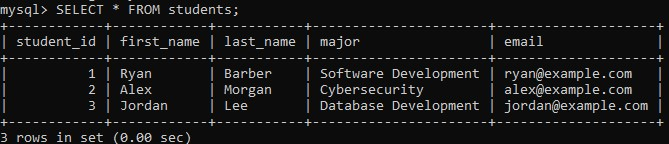 mysql> SELECT * FROM students;
+------------+------------+-----------+----------------------+--------------------+
| student_id | first_name | last_name | major                | email              |
+------------+------------+-----------+----------------------+--------------------+
|          1 | Ryan       | Barber    | Software Development | ryan@example.com   |
|          2 | Alex       | Morgan    | Cybersecurity        | alex@example.com   |
|          3 | Jordan     | Lee       | Database Development | jordan@example.com |
+------------+------------+-----------+----------------------+--------------------+
3 rows in set (0.00 sec)